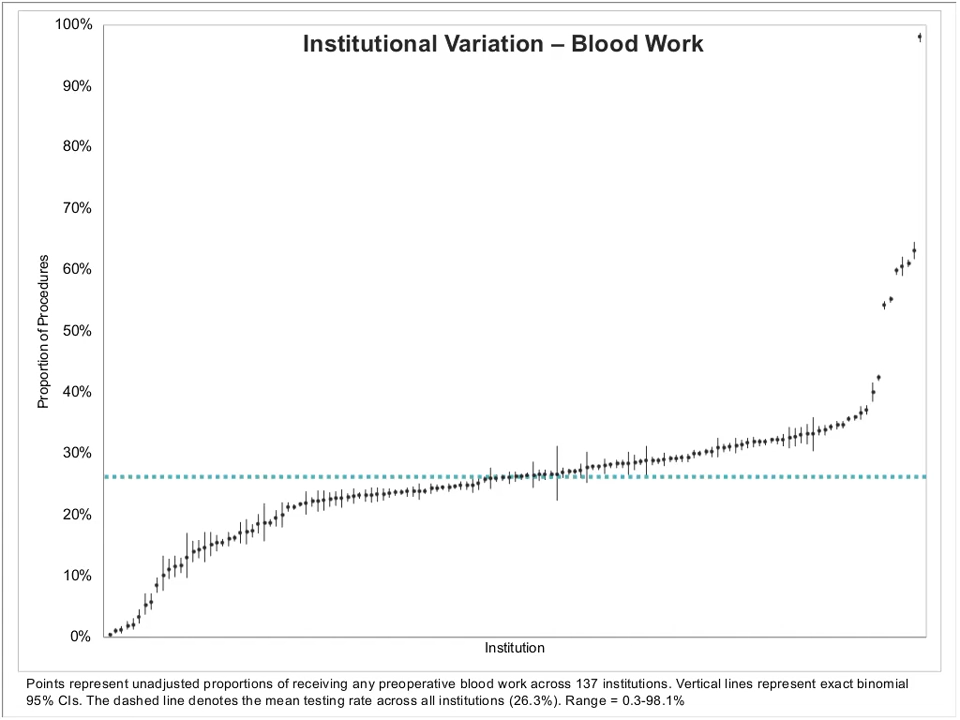 Institutional Variation – Blood Work
100%
90%
80%
70%
60%
50%
40%
30%
20%
10%
0%
Proportion of Procedures
Institution
Points represent unadjusted proportions of receiving any preoperative blood work across 137 institutions. Vertical lines represent exact binomial
95% CIs. The dashed line denotes the mean testing rate across all institutions (26.3%). Range = 0.3-98.1%